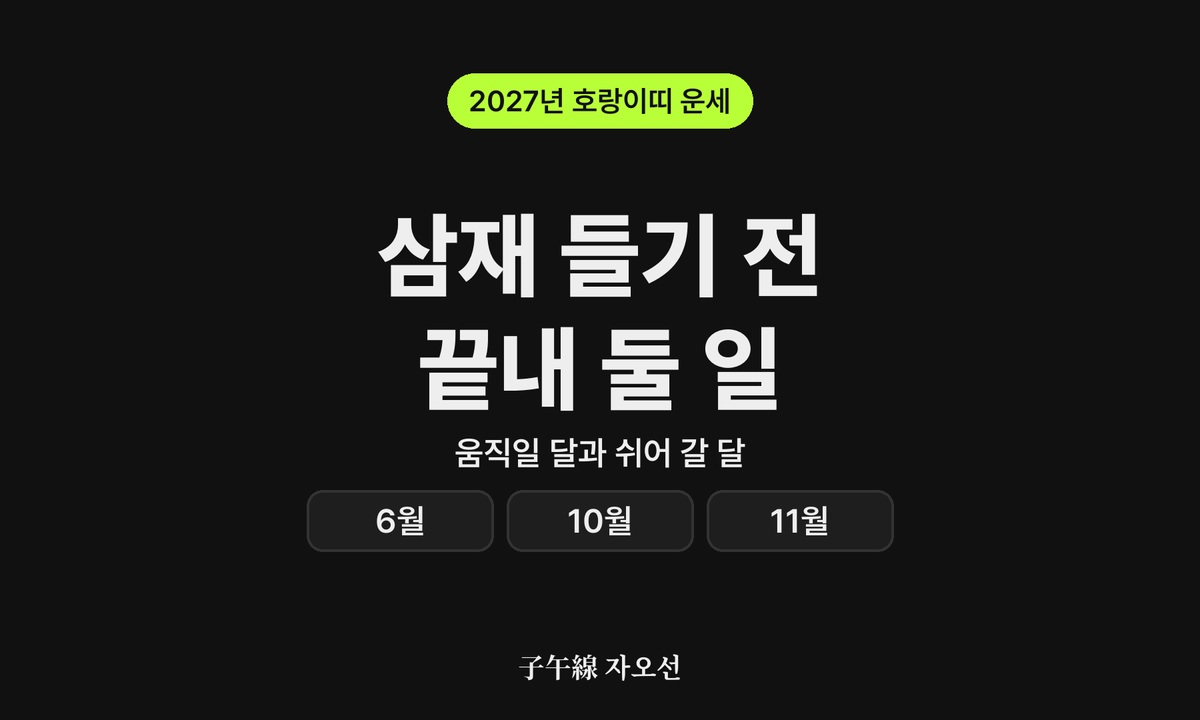 2027년 호랑이띠 운세
삼재 들기 전
끝내 둘 일
움직일 달과 쉬어 갈 달
6월 10월 11월
子午線 자오선